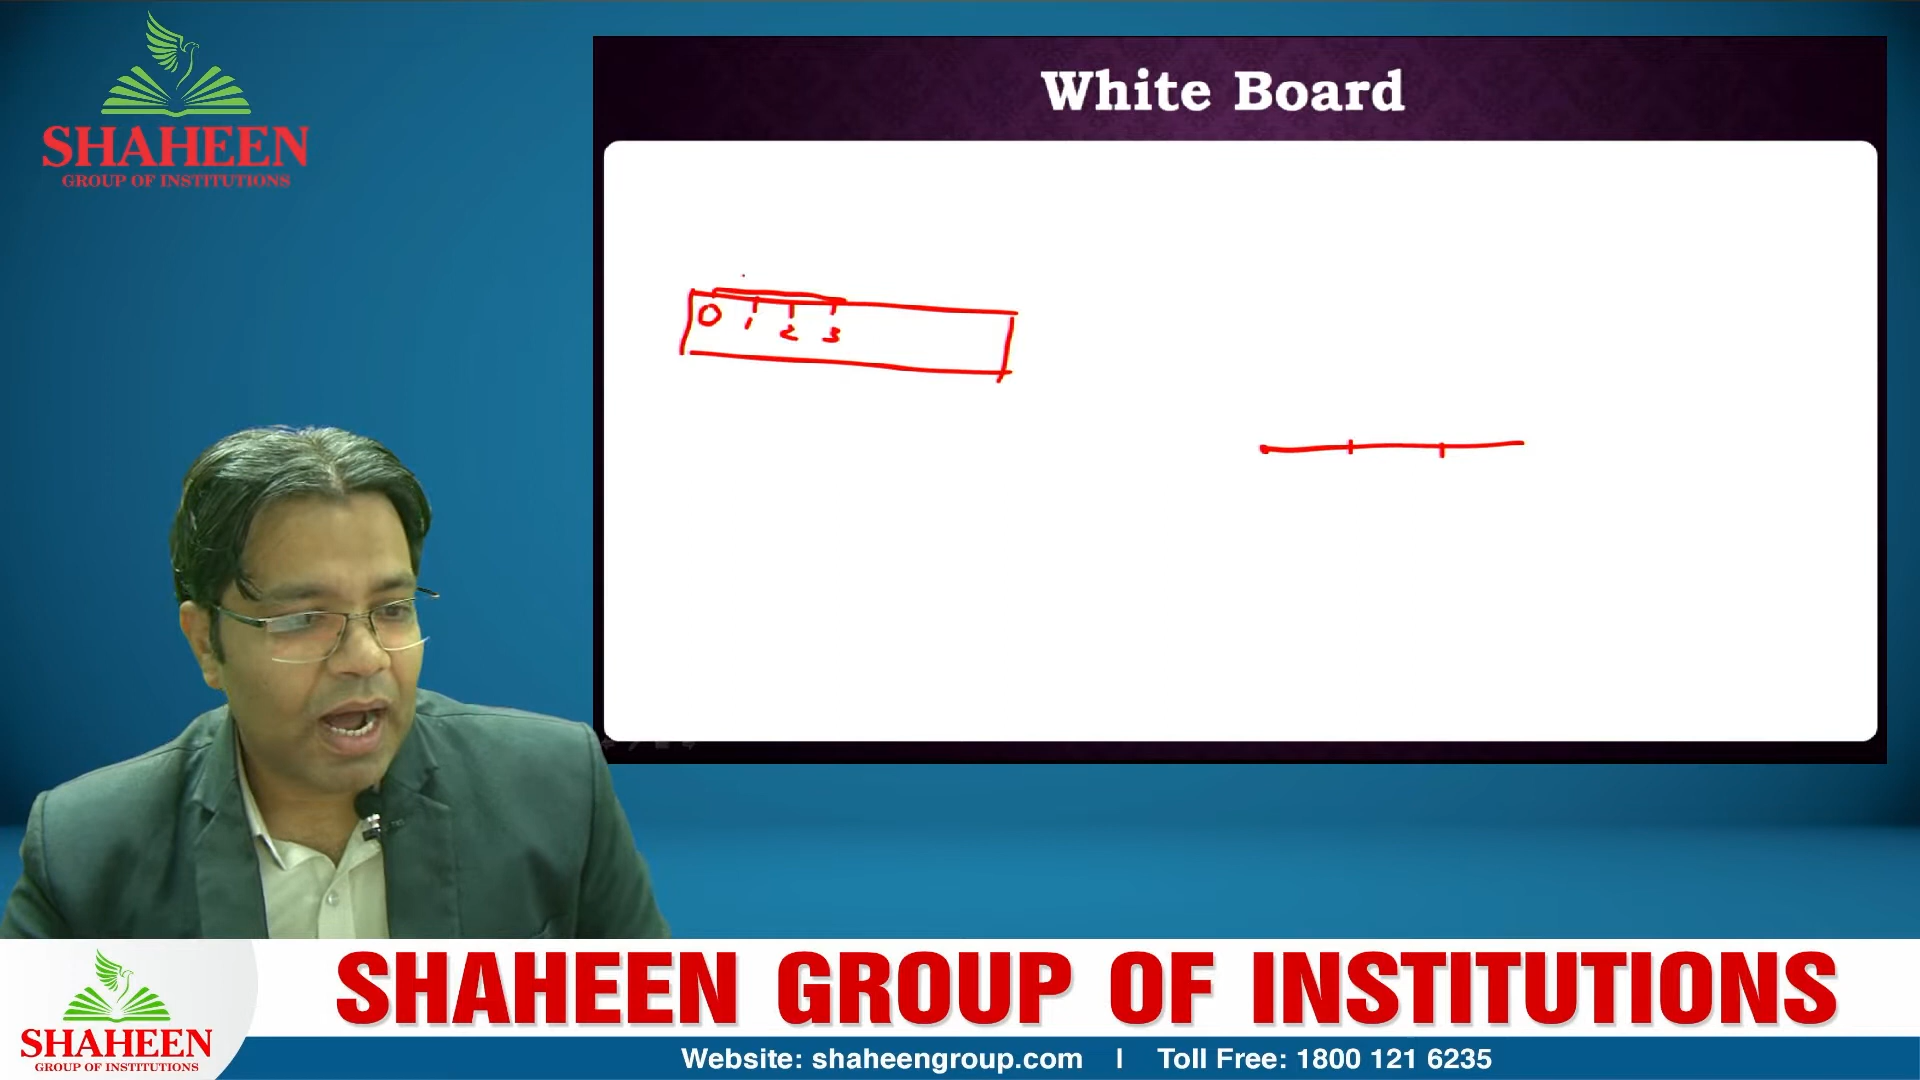 SHAHEEN
GROUP OF INSTITUTIONS
White Board
0 1 2 3
SHAHEEN
GROUP OF INSTITUTIONS
SHAHEEN GROUP OF INSTITUTIONS
Website: shaheengroup.com | Toll Free: 1800 121 6235